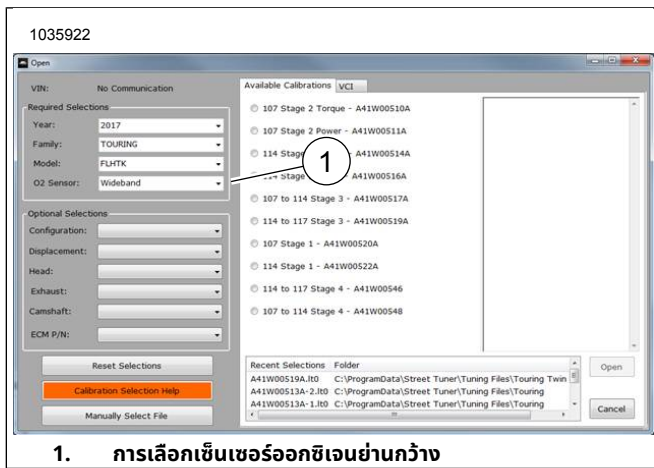 1035922
Open
VIN: No Communication
Required Selections
Year: 2017
Family: TOURING
Model: FLHTK
O2 Sensor: Wideband
Optional Selections
Configuration:
Displacement:
Head:
Exhaust:
Camshaft:
ECM P/N:
Reset Selections
Calibration Selection Help
Manually Select File
Available Calibrations VCI
107 Stage 2 Torque - A41W00510A
107 Stage 2 Power - A41W00511A
114 Stage - A41W00514A
114 Stage A41W00516A
107 to 114 Stage 3 - A41W00517A
114 to 117 Stage 3 - A41W00519A
107 Stage 1 - A41W00520A
114 Stage 1 - A41W00522A
114 to 117 Stage 4 - A41W00546
107 to 114 Stage 4 - A41W00548
1
Recent Selections Folder
A41W00519A.lt0 C:\ProgramData\Street Tuner\Tuning Files\Touring Twin
A41W00513A-2.lt0 C:\ProgramData\Street Tuner\Tuning Files\Touring
A41W00513A-1.lt0 C:\ProgramData\Street Tuner\Tuning Files\Touring
Open
Cancel
1. การเลือกเซ็นเซอร์ออกซิเจนย่านกว้าง